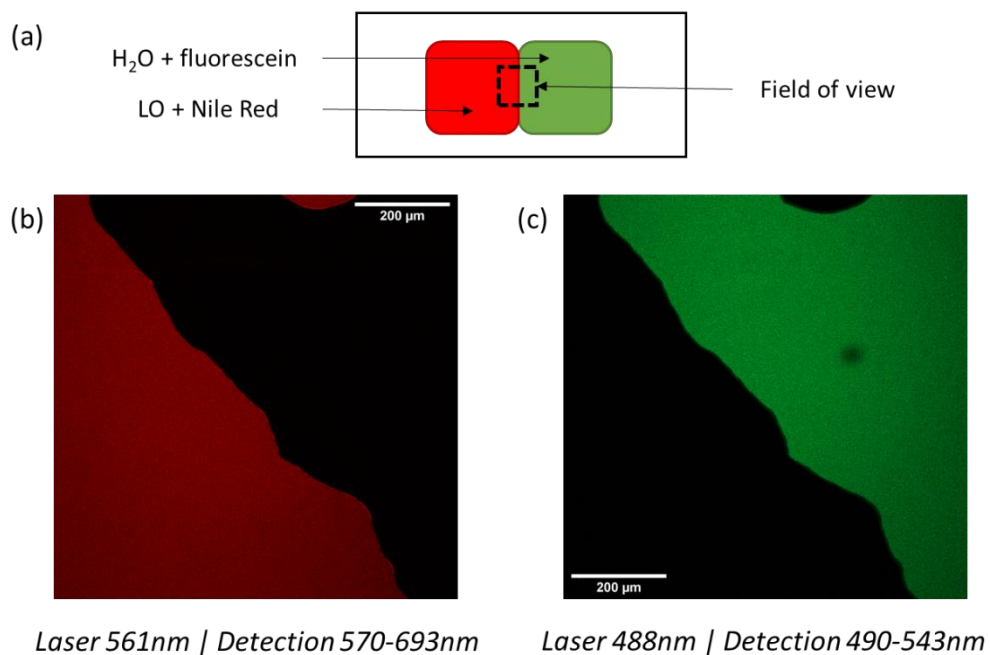 (a)
H₂O + fluorescein
LO + Nile Red
Field of view
(b)
200 µm
(c)
200 µm
Laser 561nm | Detection 570-693nm
Laser 488nm | Detection 490-543nm